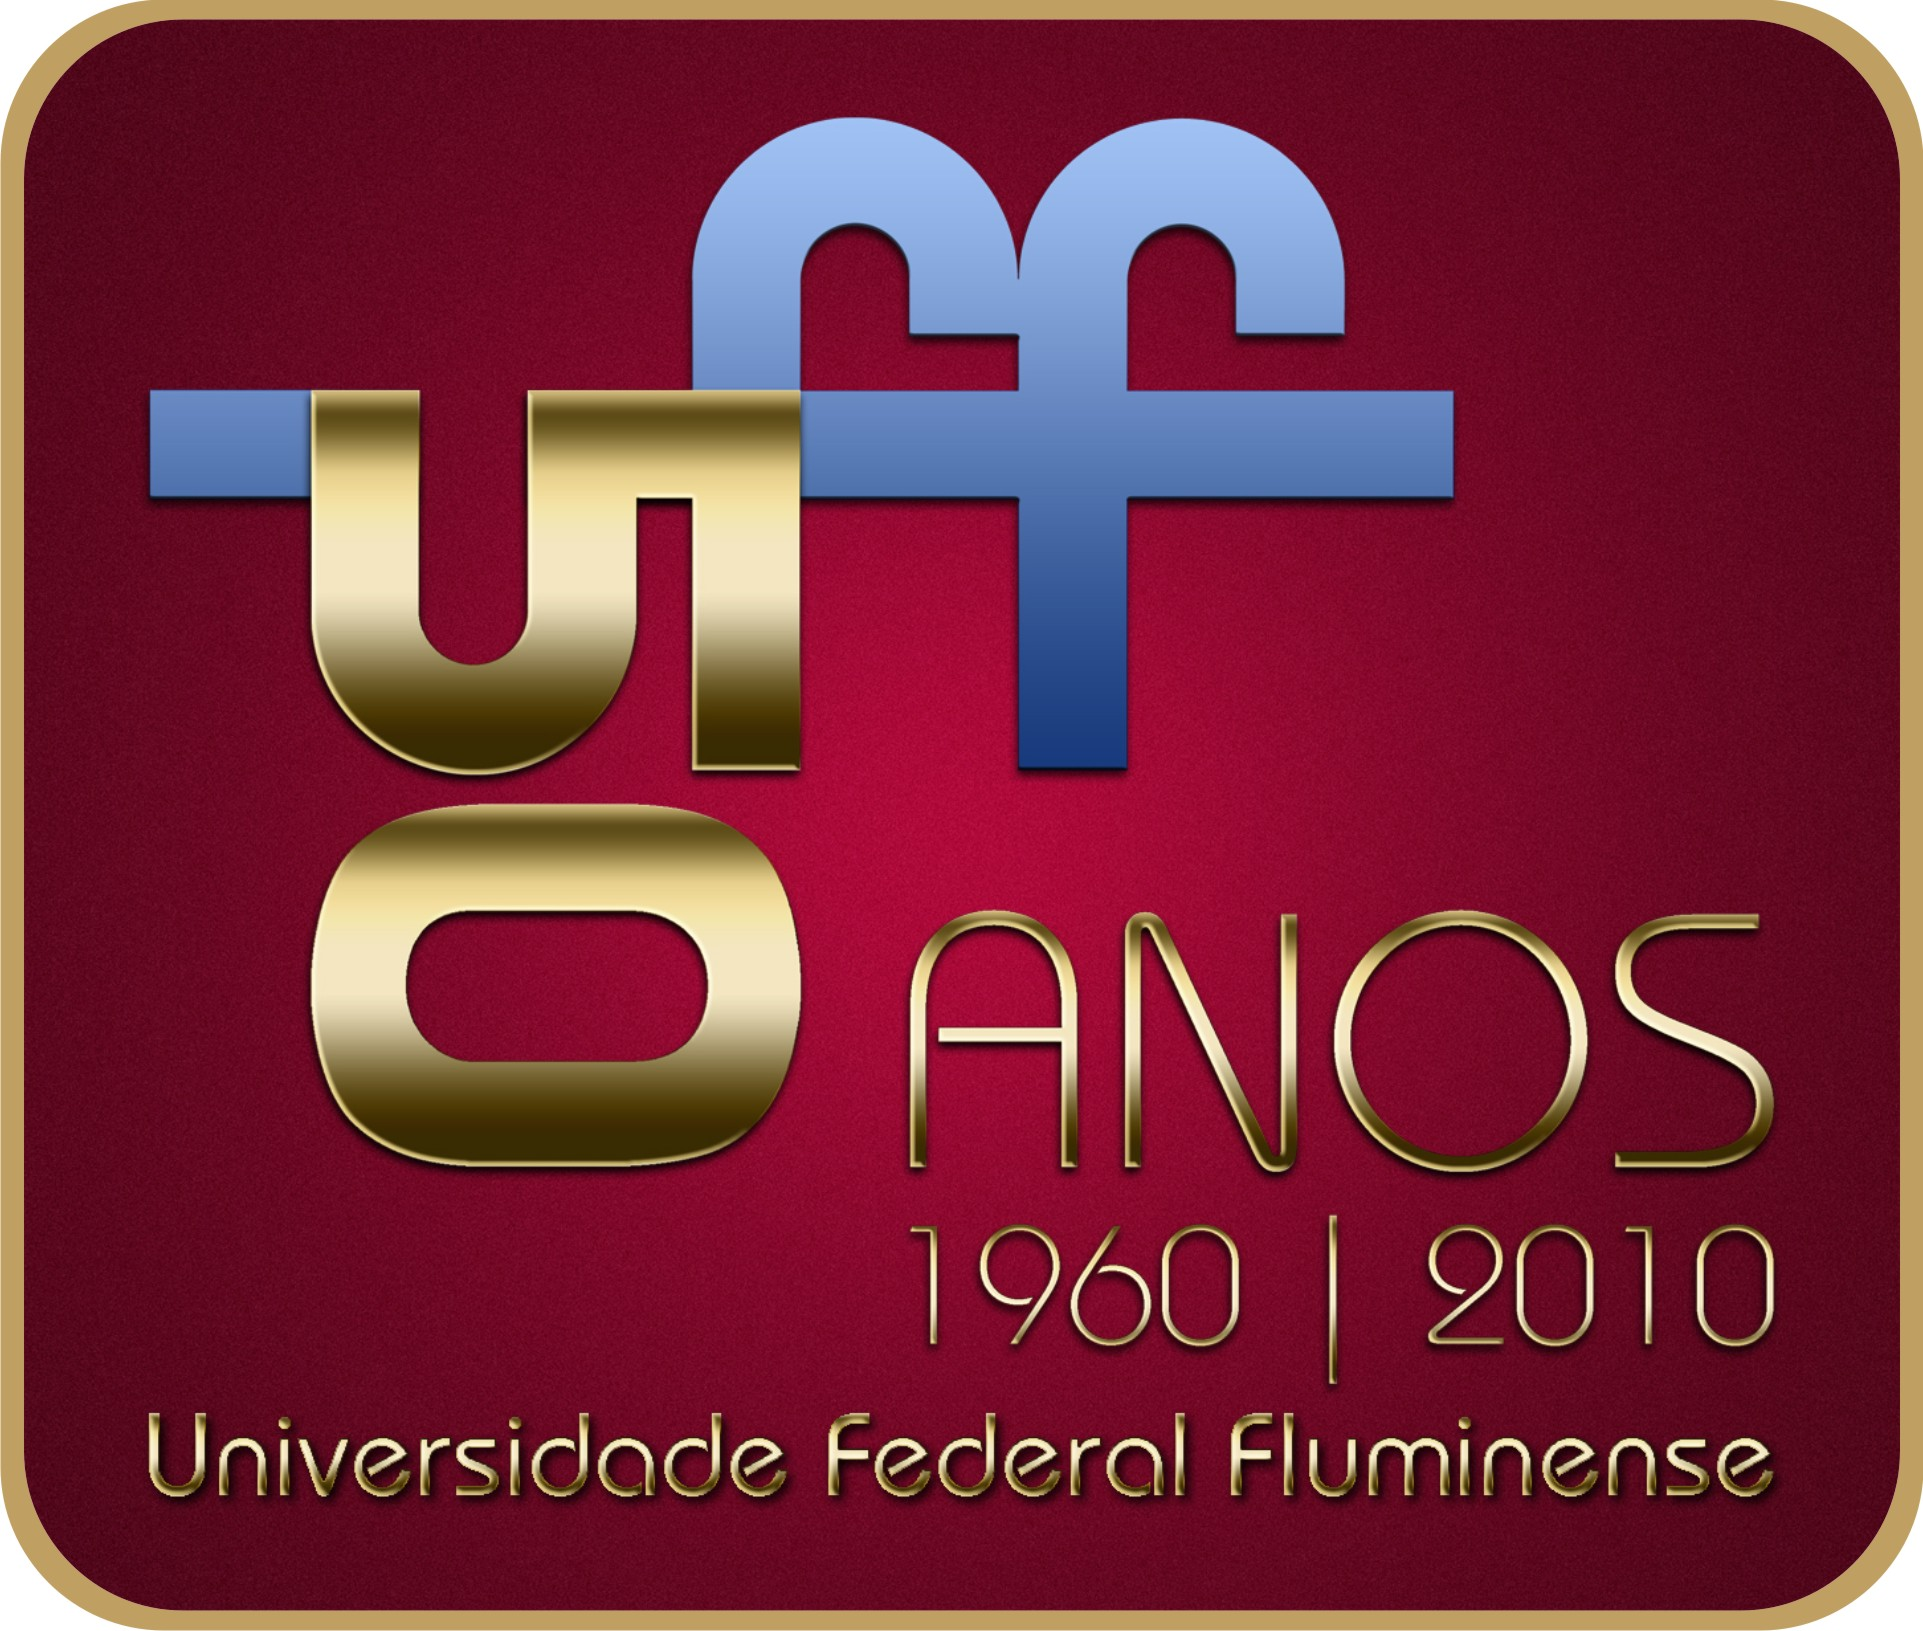 uff
50 ANOS
1960 | 2010
Universidade Federal Fluminense